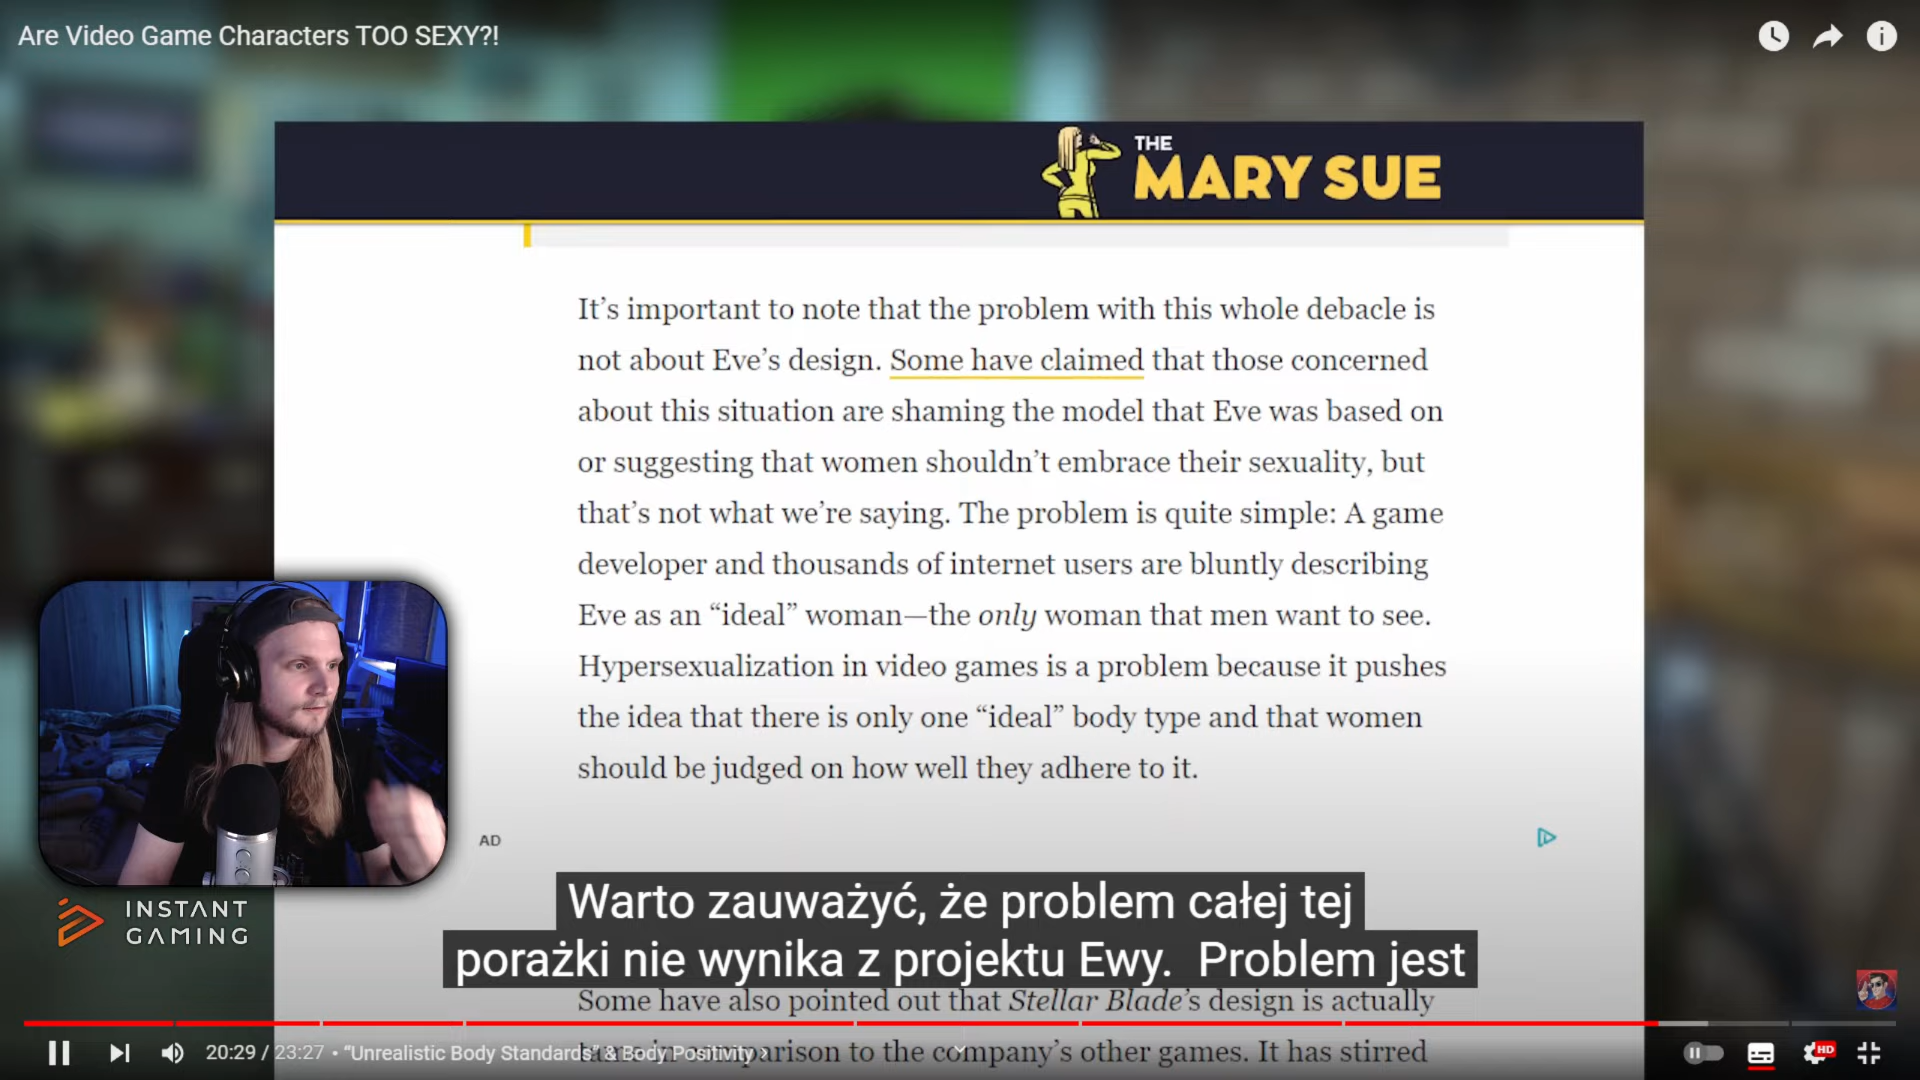 Are Video Game Characters TOO SEXY?!
THE
MARY SUE
It’s important to note that the problem with this whole debacle is
not about Eve’s design. Some have claimed that those concerned
about this situation are shaming the model that Eve was based on
or suggesting that women shouldn’t embrace their sexuality, but
that’s not what we’re saying. The problem is quite simple: A game
developer and thousands of internet users are bluntly describing
Eve as an “ideal” woman—the only woman that men want to see.
Hypersexualization in video games is a problem because it pushes
the idea that there is only one “ideal” body type and that women
should be judged on how well they adhere to it.
AD
INSTANT
GAMING
Warto zauważyć, że problem całej tej
porażki nie wynika z projektu Ewy. Problem jest
Some have also pointed out that Stellar Blade’s design is actually
20:29 / 23:27 • “Unrealistic Body Standards” & Body Positivity ›
comparison to the company’s other games. It has stirred
HD